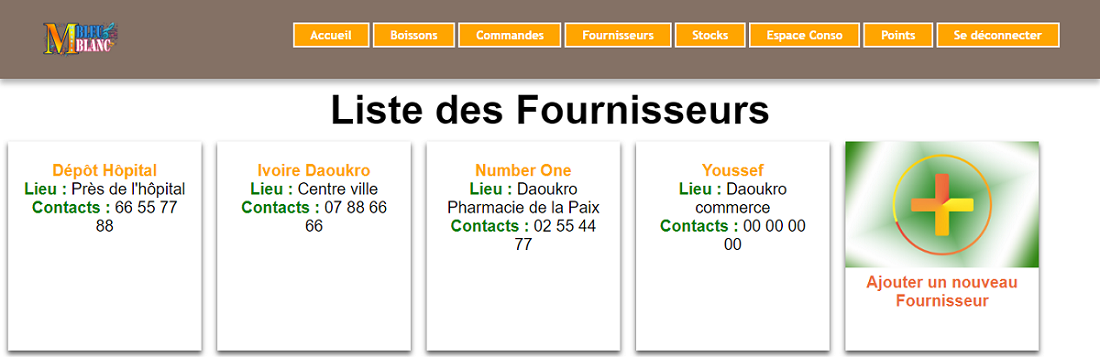 M BLEU
BLANC
Accueil Boissons Commandes Fournisseurs Stocks Espace Conso Points Se déconnecter
Liste des Fournisseurs
Dépôt Hôpital
Lieu : Près de l'hôpital
Contacts : 66 55 77
88
Ivoire Daoukro
Lieu : Centre ville
Contacts : 07 88 66
66
Number One
Lieu : Daoukro
Pharmacie de la Paix
Contacts : 02 55 44
77
Youssef
Lieu : Daoukro
commerce
Contacts : 00 00 00
00
Ajouter un nouveau
Fournisseur